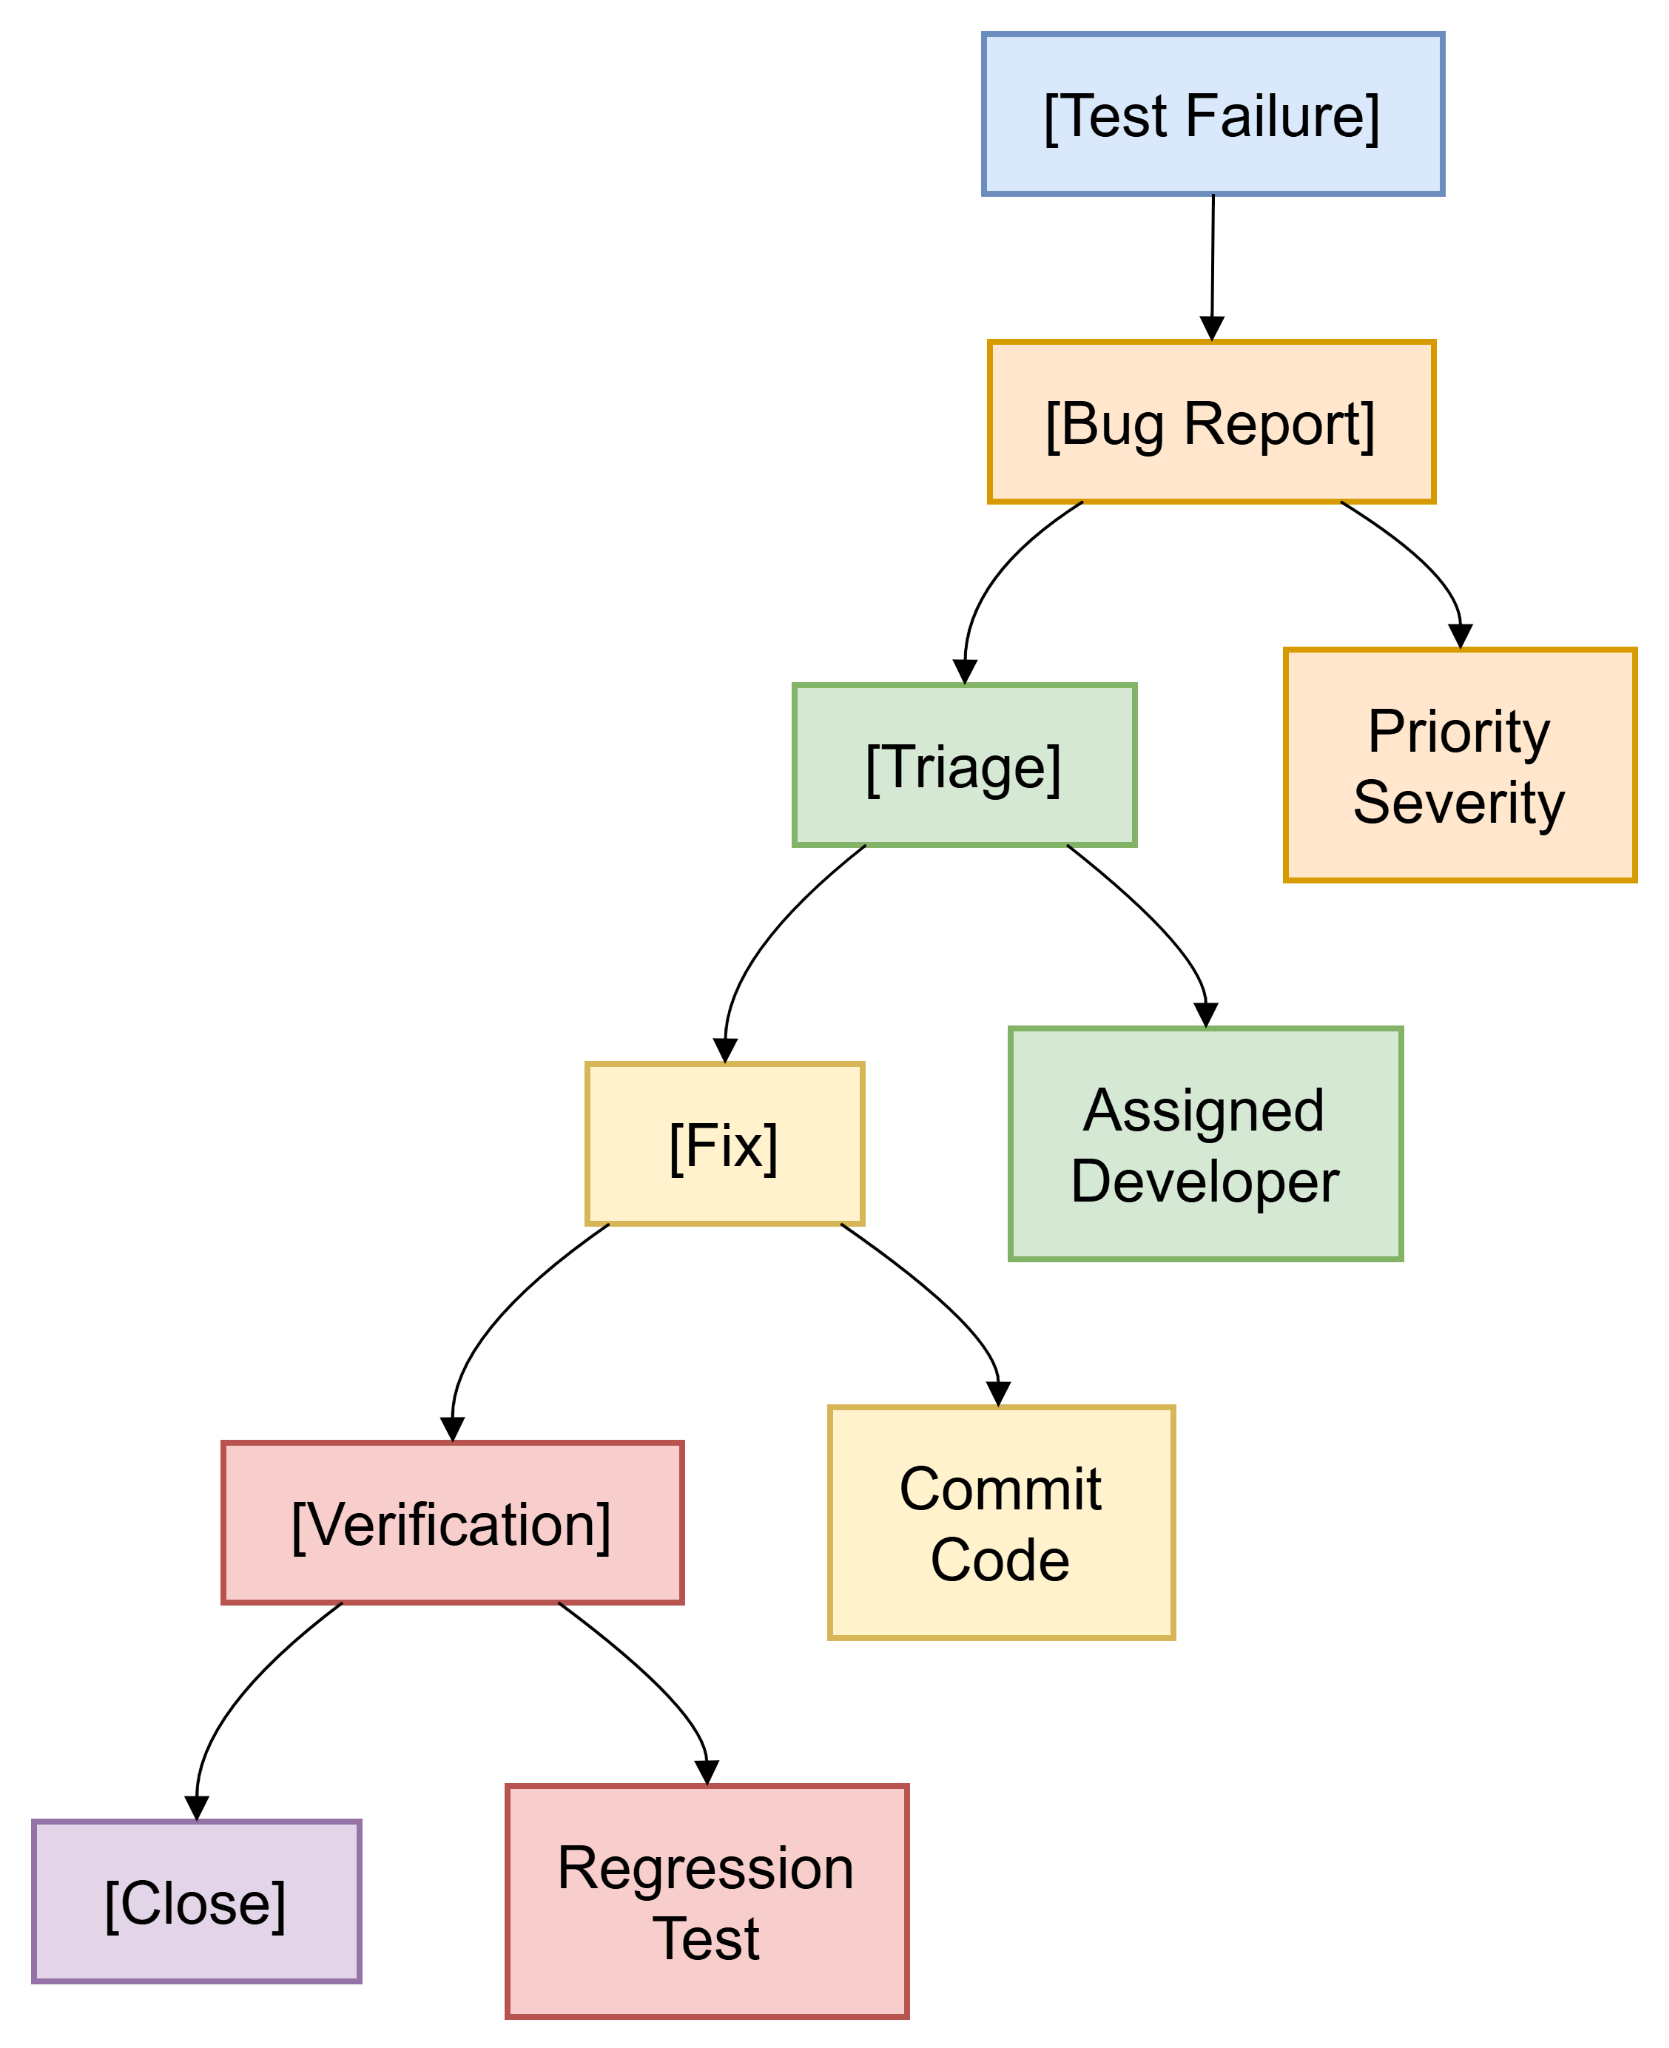 [Test Failure]
[Bug Report]
[Triage]
Priority
Severity
[Fix]
Assigned
Developer
[Verification]
Commit
Code
[Close]
Regression
Test